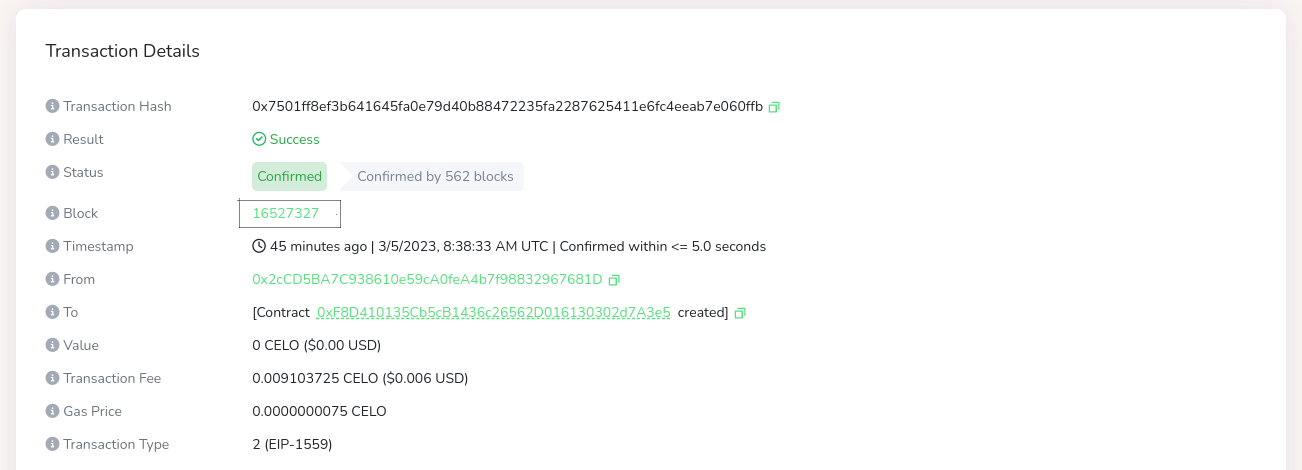 Transaction Details
Transaction Hash 0x7501ff8ef3b641645fa0e79d40b88472235fa2287625411e6fc4eeab7e060ffb
Result Success
Status Confirmed Confirmed by 562 blocks
Block 16527327
Timestamp 45 minutes ago | 3/5/2023, 8:38:33 AM UTC | Confirmed within <= 5.0 seconds
From 0x2cCD5BA7C938610e59cA0feA4b7f98832967681D
To [Contract 0xF8D410135Cb5cB1436c26562D016130302d7A3e5 created]
Value 0 CELO ($0.00 USD)
Transaction Fee 0.009103725 CELO ($0.006 USD)
Gas Price 0.0000000075 CELO
Transaction Type 2 (EIP-1559)